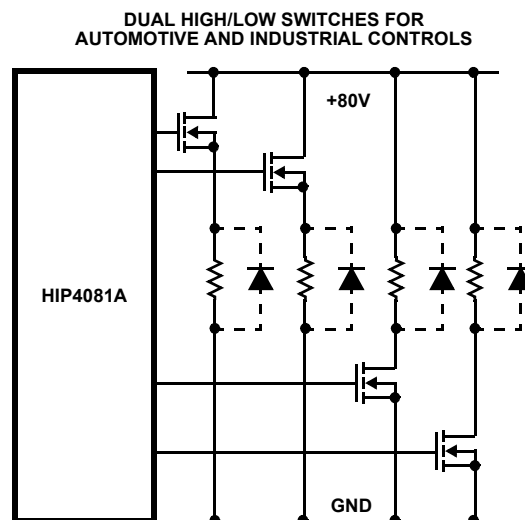 DUAL HIGH/LOW SWITCHES FOR
AUTOMOTIVE AND INDUSTRIAL CONTROLS
+80V
HIP4081A
GND